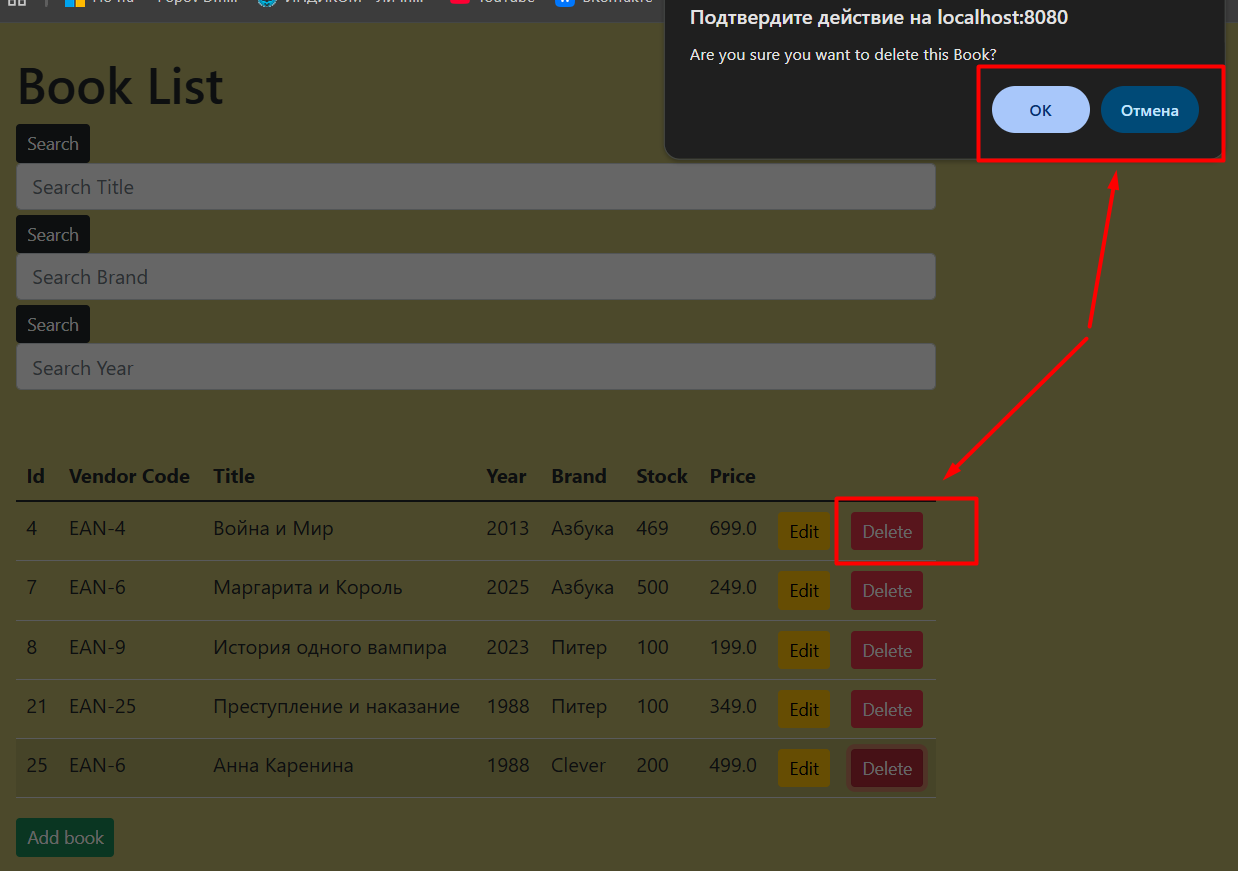 Подтвердите действие на localhost:8080
Are you sure you want to delete this Book?
ОК Отмена
Book List
Search
Search Title
Search
Search Brand
Search
Search Year
Id Vendor Code Title Year Brand Stock Price
4 EAN-4 Война и Мир 2013 Азбука 469 699.0 Edit Delete
7 EAN-6 Маргарита и Король 2025 Азбука 500 249.0 Edit Delete
8 EAN-9 История одного вампира 2023 Питер 100 199.0 Edit Delete
21 EAN-25 Преступление и наказание 1988 Питер 100 349.0 Edit Delete
25 EAN-6 Анна Каренина 1988 Clever 200 499.0 Edit Delete
Add book